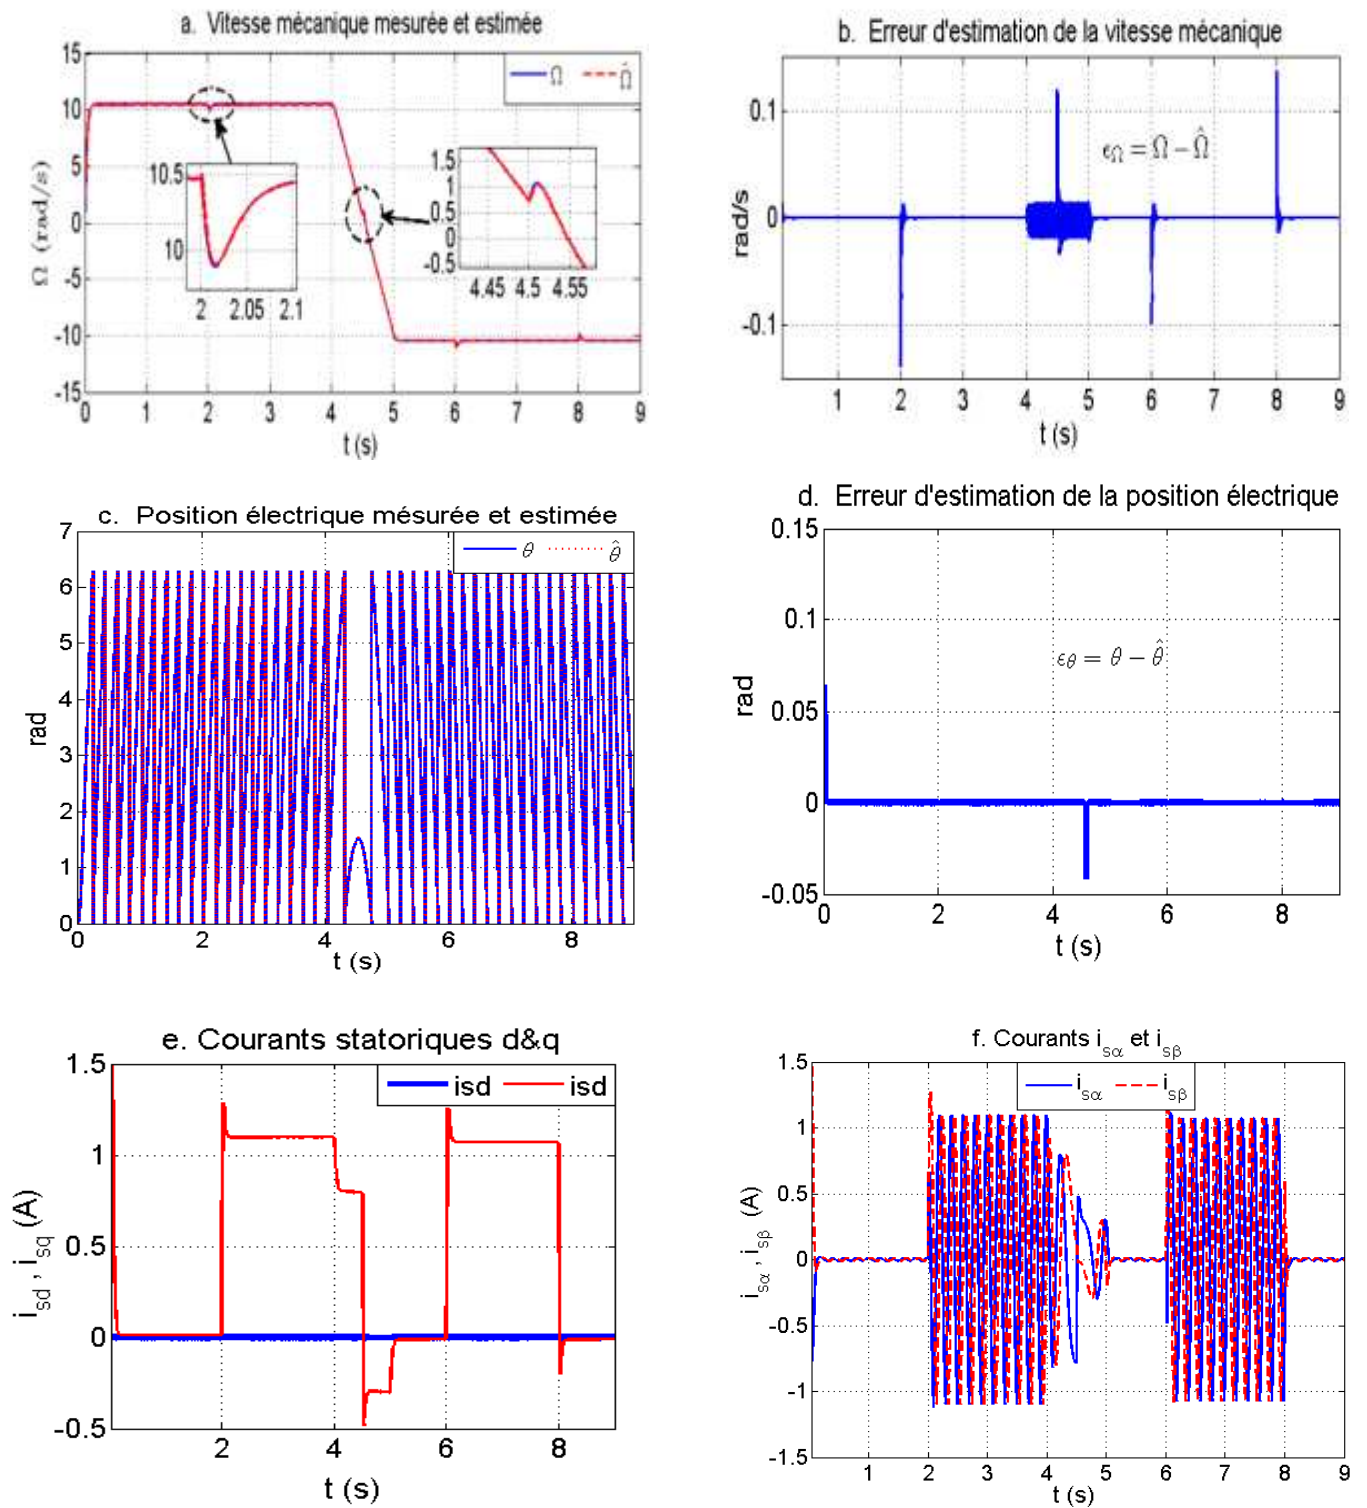 a. Vitesse mécanique mesurée et estimée
15
10
5
0
-5
-10
-15
Ω (rad/s)
Ω Ω̂
10.5
10
2 2.05 2.1
1.5
1
0.5
0
-0.5
4.45 4.5 4.55
0 1 2 3 4 5 6 7 8 9
t (s)
b. Erreur d'estimation de la vitesse mécanique
0.1
0
-0.1
rad/s
ϵΩ = Ω − Ω̂
1 2 3 4 5 6 7 8 9
t (s)
c. Position électrique mésurée et estimée
7
6
5
4
3
2
1
0
rad
θ θ̂
0 2 4 6 8
t (s)
d. Erreur d'estimation de la position électrique
0.15
0.1
0.05
0
-0.05
rad
ϵθ = θ − θ̂
0 2 4 6 8
t (s)
e. Courants statoriques d&q
1.5
1
0.5
0
-0.5
isd , isq (A)
isd isd
2 4 6 8
t (s)
f. Courants isα et isβ
1.5
1
0.5
0
-0.5
-1
-1.5
isα , isβ (A)
isα isβ
1 2 3 4 5 6 7 8 9
t (s)